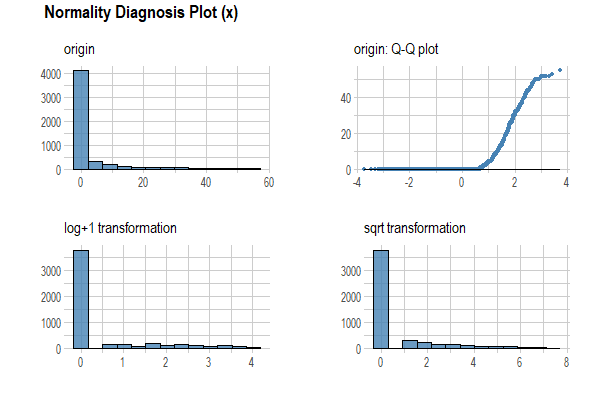 Normality Diagnosis Plot (x)
origin
4000
3000
2000
1000
0
0 20 40 60
origin: Q-Q plot
40
20
0
-4 -2 0 2 4
log+1 transformation
3000
2000
1000
0
0 1 2 3 4
sqrt transformation
3000
2000
1000
0
0 2 4 6 8